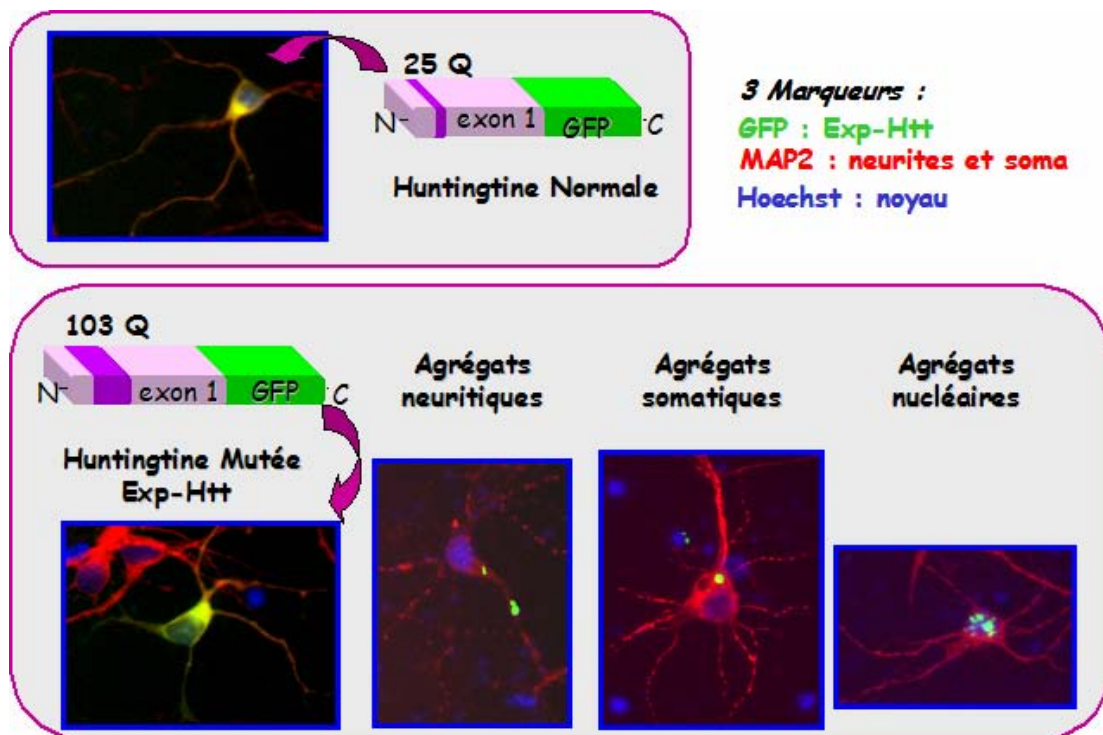 25 Q
N- exon 1 GFP -C
Huntingtine Normale
3 Marqueurs :
GFP : Exp-Htt
MAP2 : neurites et soma
Hoechst : noyau
103 Q
N- exon 1 GFP -C
Huntingtine Mutée
Exp-Htt
Agrégats
neuritiques
Agrégats
somatiques
Agrégats
nucléaires